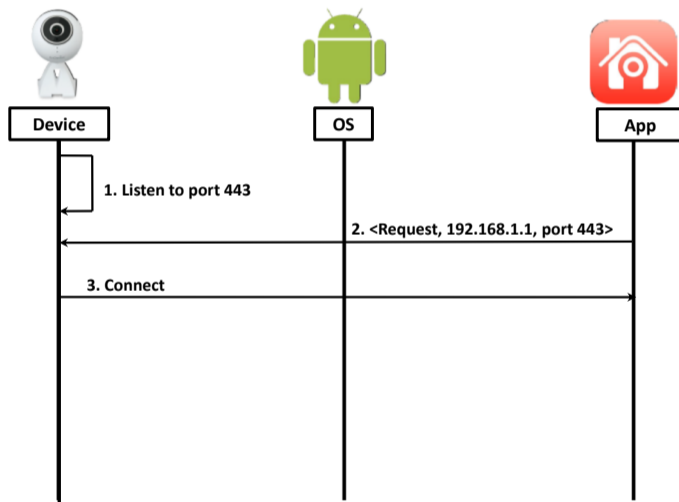 Device
OS
App
1. Listen to port 443
2. <Request, 192.168.1.1, port 443>
3. Connect